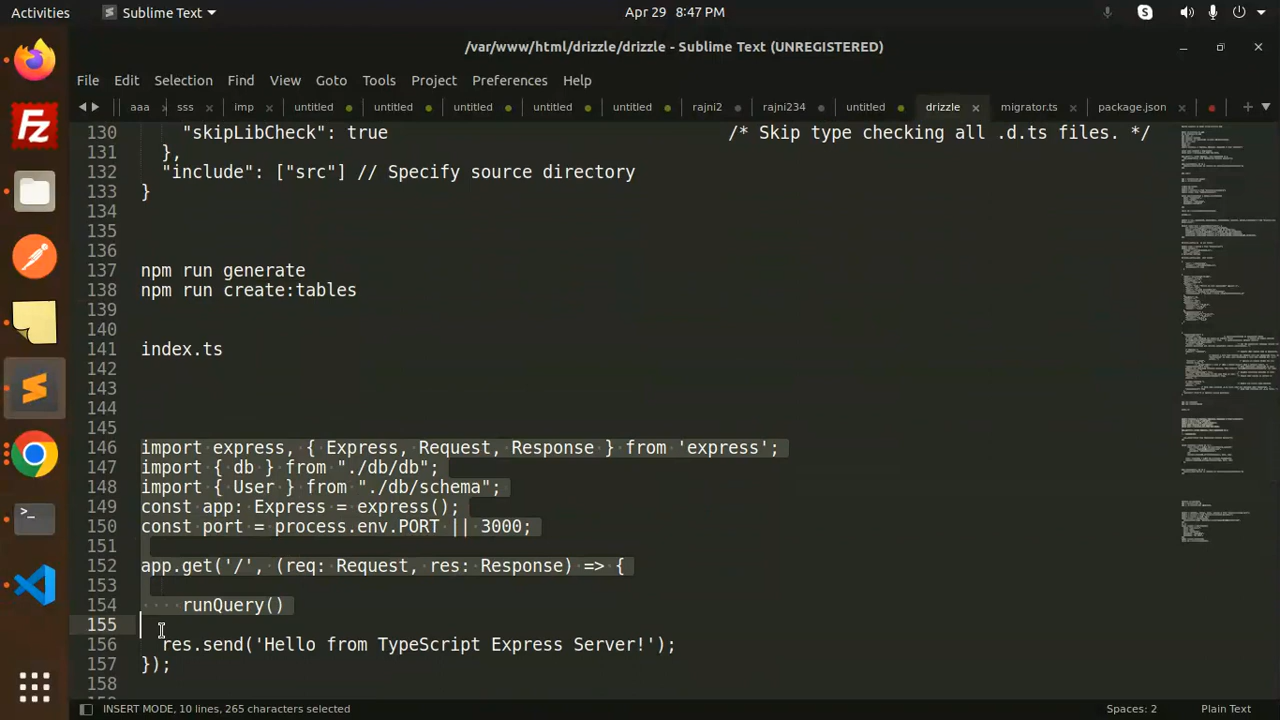 Activities
Sublime Text
Apr 29 8:47 PM
/var/www/html/drizzle/drizzle - Sublime Text (UNREGISTERED)
File Edit Selection Find View Goto Tools Project Preferences Help
aaa sss imp untitled untitled untitled untitled untitled rajni2 rajni234 untitled drizzle migrator.ts package.json
130 "skipLibCheck": true /* Skip type checking all .d.ts files. */
131 },
132 "include": ["src"] // Specify source directory
133 }
134
135
136
137 npm run generate
138 npm run create:tables
139
140
141 index.ts
142
143
144
145
146 import express, { Express, Request, Response } from 'express';
147 import { db } from "./db/db";
148 import { User } from "./db/schema";
149 const app: Express = express();
150 const port = process.env.PORT || 3000;
151
152 app.get('/', (req: Request, res: Response) => {
153
154 runQuery()
155
156 res.send('Hello from TypeScript Express Server!');
157 });
158
INSERT MODE, 10 lines, 265 characters selected
Spaces: 2
Plain Text